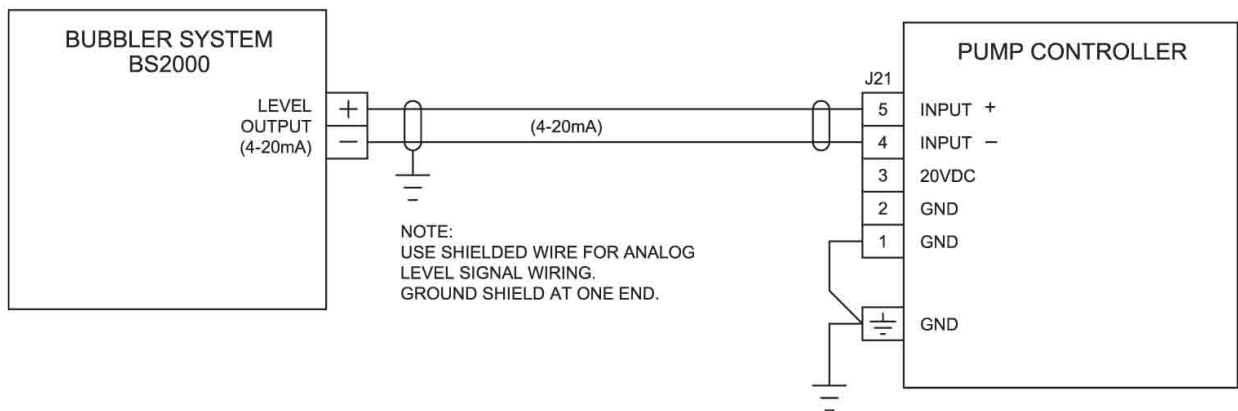 BUBBLER SYSTEM
BS2000
LEVEL
OUTPUT
(4-20mA)
+
−
(4-20mA)
NOTE:
USE SHIELDED WIRE FOR ANALOG
LEVEL SIGNAL WIRING.
GROUND SHIELD AT ONE END.
PUMP CONTROLLER
J21
5 INPUT +
4 INPUT −
3 20VDC
2 GND
1 GND
GND